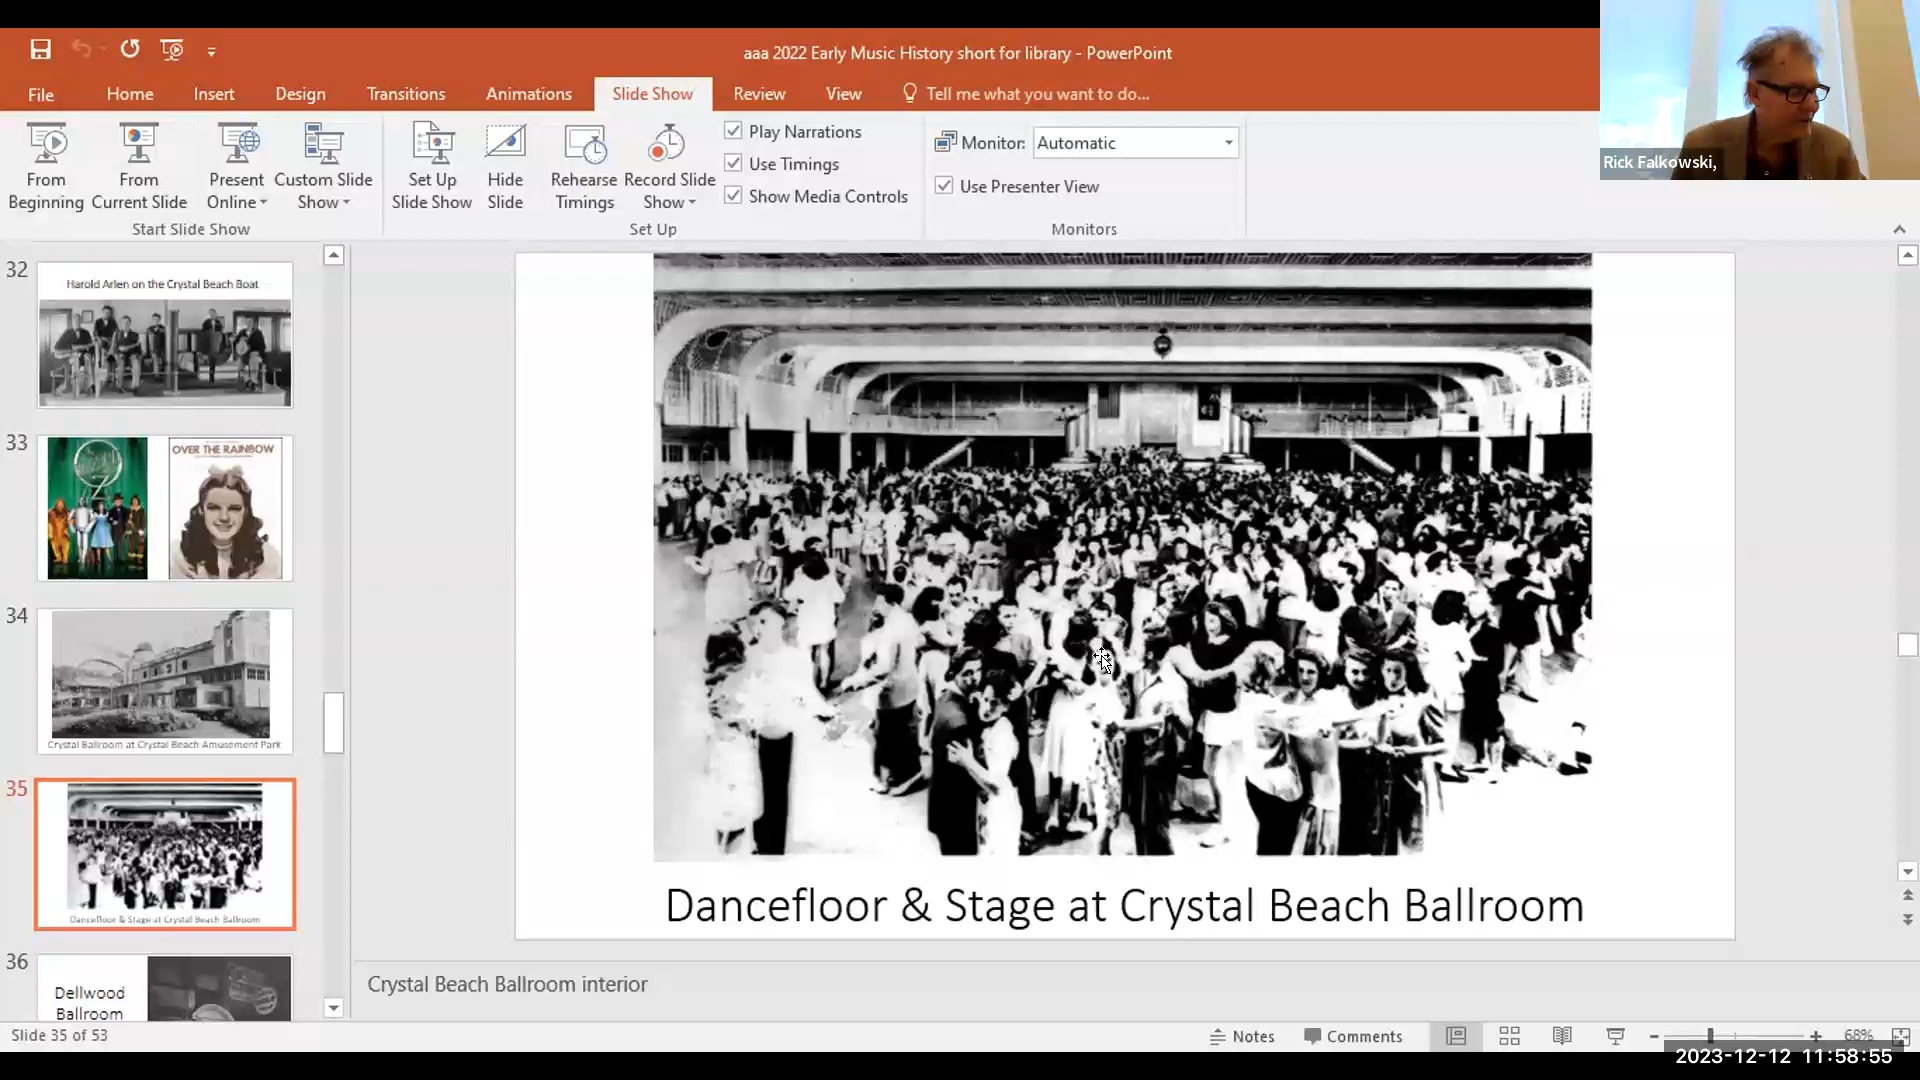 aaa 2022 Early Music History short for library - PowerPoint
Rick Falkowski,
File Home Insert Design Transitions Animations Slide Show Review View Tell me what you want to do...
From Beginning
From Current Slide
Present Online
Custom Slide Show
Start Slide Show
Set Up Slide Show
Hide Slide
Rehearse Timings
Record Slide Show
Play Narrations
Use Timings
Show Media Controls
Set Up
Monitor: Automatic
Use Presenter View
Monitors
32
Harold Arlen on the Crystal Beach Boat
33
OVER THE RAINBOW
34
Crystal Ballroom at Crystal Beach Amusement Park
35
Dancefloor & Stage at Crystal Beach Ballroom
36
Dellwood
Ballroom
Dancefloor & Stage at Crystal Beach Ballroom
Crystal Beach Ballroom interior
Slide 35 of 53
Notes Comments 68%
2023-12-12 11:58:55